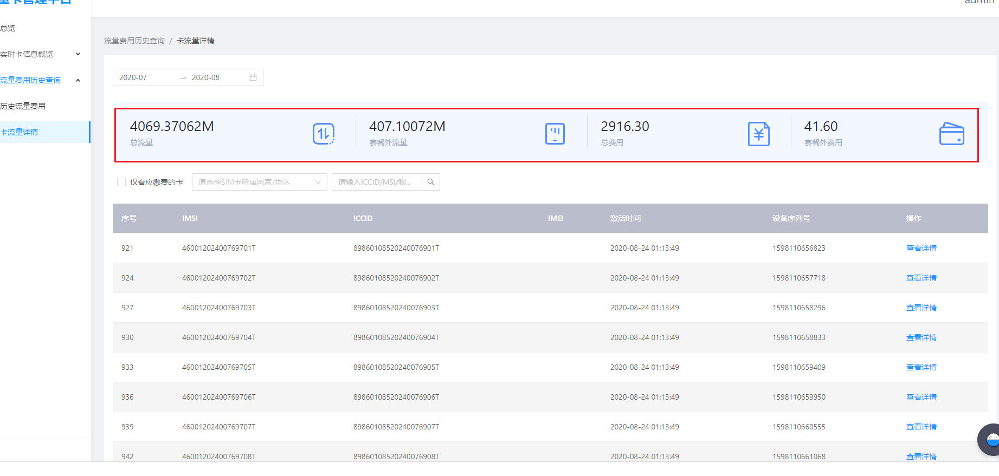 量卡管理平台
admin
总览
实时卡信息概览
流量费用历史查询
历史流量费用
卡流量详情
流量费用历史查询 / 卡流量详情
2020-07 → 2020-08
4069.37062M 407.10072M 2916.30 41.60
总流量 套餐外流量 总费用 套餐外费用
仅看应缴费的卡 请选择SIM卡所属国家/地区 请输入ICCID/MSI/物...
序号 IMSI ICCID IMEI 激活时间 设备序列号 操作
921 46001202400769701T 89860108520240076901T 2020-08-24 01:13:49 1598110656823 查看详情
924 46001202400769702T 89860108520240076902T 2020-08-24 01:13:49 1598110657718 查看详情
927 46001202400769703T 89860108520240076903T 2020-08-24 01:13:49 1598110658296 查看详情
930 46001202400769704T 89860108520240076904T 2020-08-24 01:13:49 1598110658833 查看详情
933 46001202400769705T 89860108520240076905T 2020-08-24 01:13:49 1598110659409 查看详情
936 46001202400769706T 89860108520240076906T 2020-08-24 01:13:49 1598110659950 查看详情
939 46001202400769707T 89860108520240076907T 2020-08-24 01:13:49 1598110660555 查看详情
942 46001202400769708T 89860108520240076908T 2020-08-24 01:13:49 1598110661068 查看详情